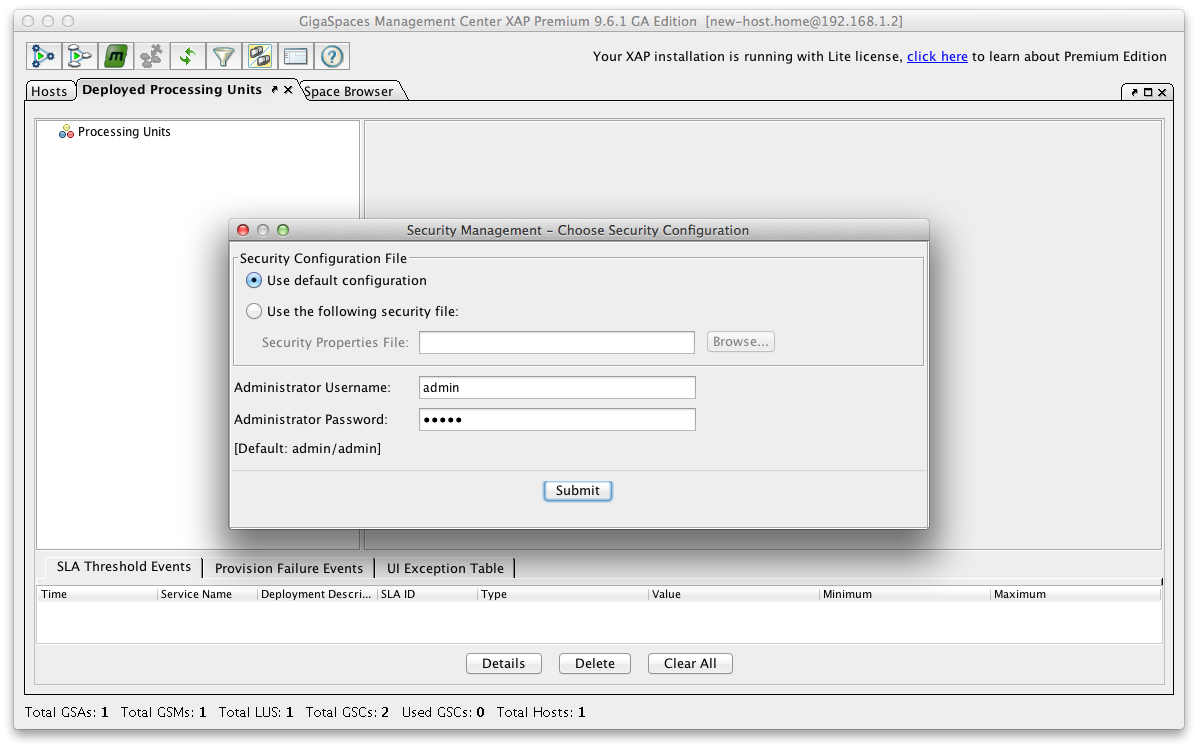 GigaSpaces Management Center XAP Premium 9.6.1 GA Edition [new-host.home@192.168.1.2]
m ?
Your XAP installation is running with Lite license, click here to learn about Premium Edition
Hosts Deployed Processing Units Space Browser
Processing Units
Security Management - Choose Security Configuration
Security Configuration File
Use default configuration
Use the following security file:
Security Properties File: Browse...
Administrator Username: admin
Administrator Password: •••••
[Default: admin/admin]
Submit
SLA Threshold Events Provision Failure Events UI Exception Table
Time Service Name Deployment Descri... SLA ID Type Value Minimum Maximum
Details Delete Clear All
Total GSAs: 1 Total GSMs: 1 Total LUS: 1 Total GSCs: 2 Used GSCs: 0 Total Hosts: 1